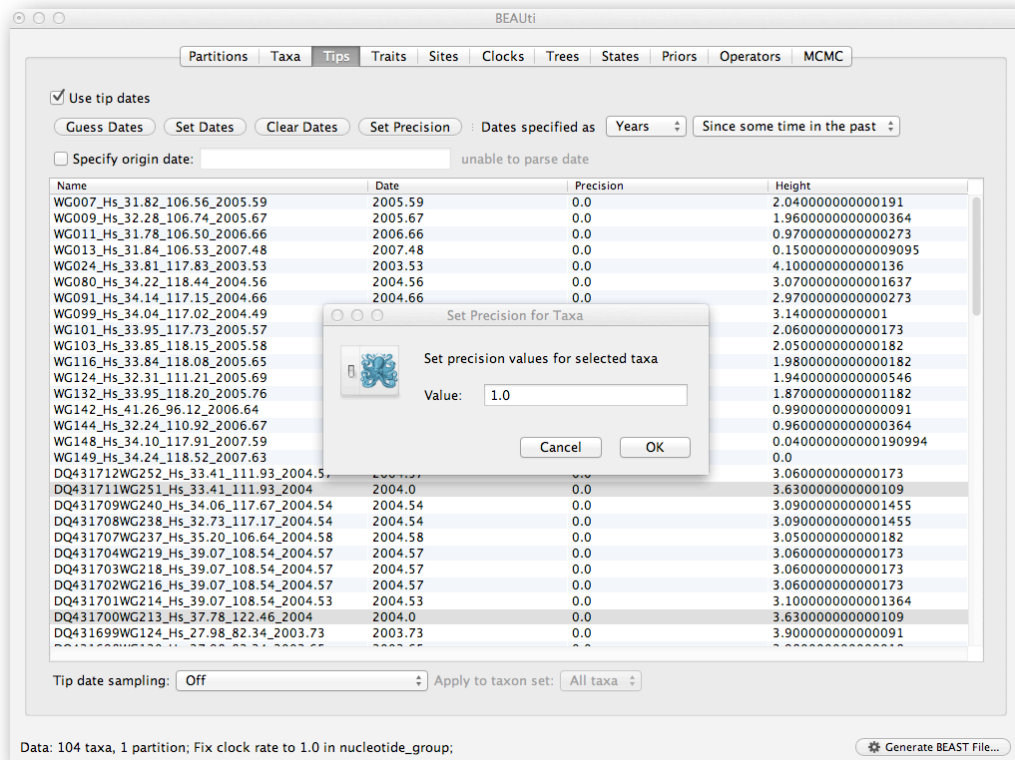 BEAUti
Partitions Taxa Tips Traits Sites Clocks Trees States Priors Operators MCMC
Use tip dates
Guess Dates Set Dates Clear Dates Set Precision Dates specified as Years Since some time in the past
Specify origin date: unable to parse date
Name Date Precision Height
WG007_Hs_31.82_106.56_2005.59 2005.59 0.0 2.040000000000191
WG009_Hs_32.28_106.74_2005.67 2005.67 0.0 1.9600000000000364
WG011_Hs_31.78_106.50_2006.66 2006.66 0.0 0.9700000000000273
WG013_Hs_31.84_106.53_2007.48 2007.48 0.0 0.15000000000009095
WG024_Hs_33.81_117.83_2003.53 2003.53 0.0 4.100000000000136
WG080_Hs_34.22_118.44_2004.56 2004.56 0.0 3.0700000000001637
WG091_Hs_34.14_117.15_2004.66 2004.66 0.0 2.9700000000000273
WG099_Hs_34.04_117.02_2004.49 3.1400000000001
WG101_Hs_33.95_117.73_2005.57 2.060000000000173
WG103_Hs_33.85_118.15_2005.58 2.050000000000182
WG116_Hs_33.84_118.08_2005.65 1.9800000000000182
WG124_Hs_32.31_111.21_2005.69 1.9400000000000546
WG132_Hs_33.95_118.20_2005.76 1.8700000000001182
WG142_Hs_41.26_96.12_2006.64 0.990000000000091
WG144_Hs_32.24_110.92_2006.67 0.9600000000000364
WG148_Hs_34.10_117.91_2007.59 0.040000000000190994
WG149_Hs_34.24_118.52_2007.63 0.0
Set Precision for Taxa
Set precision values for selected taxa
Value: 1.0
Cancel OK
DQ431712WG252_Hs_33.41_111.93_2004.57 2004.57 0.0 3.060000000000173
DQ431711WG251_Hs_33.41_111.93_2004 2004.0 0.0 3.630000000000109
DQ431709WG240_Hs_34.06_117.67_2004.54 2004.54 0.0 3.0900000000001455
DQ431708WG238_Hs_32.73_117.17_2004.54 2004.54 0.0 3.0900000000001455
DQ431707WG237_Hs_35.20_106.64_2004.58 2004.58 0.0 3.050000000000182
DQ431704WG219_Hs_39.07_108.54_2004.57 2004.57 0.0 3.060000000000173
DQ431703WG218_Hs_39.07_108.54_2004.57 2004.57 0.0 3.060000000000173
DQ431702WG216_Hs_39.07_108.54_2004.57 2004.57 0.0 3.060000000000173
DQ431701WG214_Hs_39.07_108.54_2004.53 2004.53 0.0 3.1000000000001364
DQ431700WG213_Hs_37.78_122.46_2004 2004.0 0.0 3.630000000000109
DQ431699WG124_Hs_27.98_82.34_2003.73 2003.73 0.0 3.900000000000091
Tip date sampling: Off Apply to taxon set: All taxa
Data: 104 taxa, 1 partition; Fix clock rate to 1.0 in nucleotide_group;
Generate BEAST File...